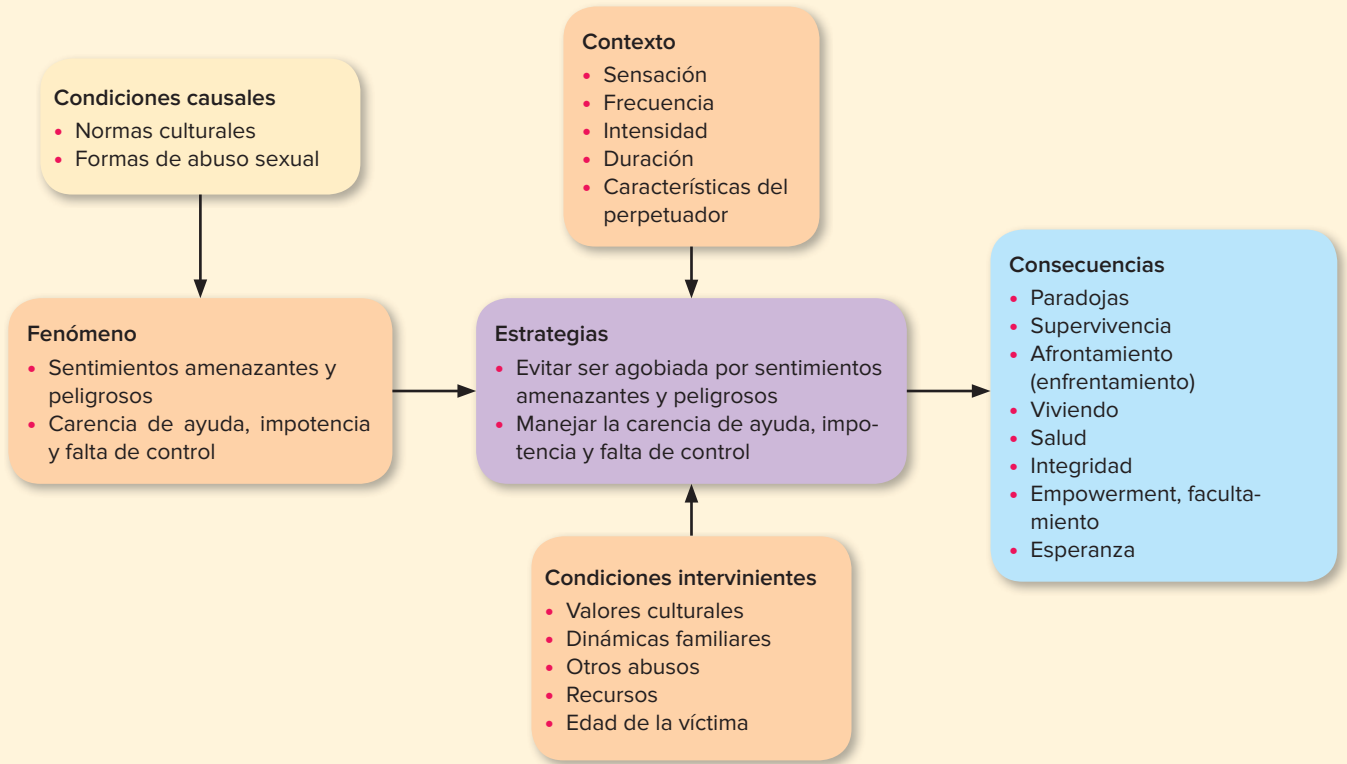 Condiciones causales
• Normas culturales
• Formas de abuso sexual
Contexto
• Sensación
• Frecuencia
• Intensidad
• Duración
• Características del
perpetuador
Fenómeno
• Sentimientos amenazantes y
peligrosos
• Carencia de ayuda, impotencia
y falta de control
Estrategias
• Evitar ser agobiada por sentimientos
amenazantes y peligrosos
• Manejar la carencia de ayuda, impo-
tencia y falta de control
Consecuencias
• Paradojas
• Supervivencia
• Afrontamiento
(enfrentamiento)
• Viviendo
• Salud
• Integridad
• Empowerment, faculta-
miento
• Esperanza
Condiciones intervinientes
• Valores culturales
• Dinámicas familiares
• Otros abusos
• Recursos
• Edad de la víctima